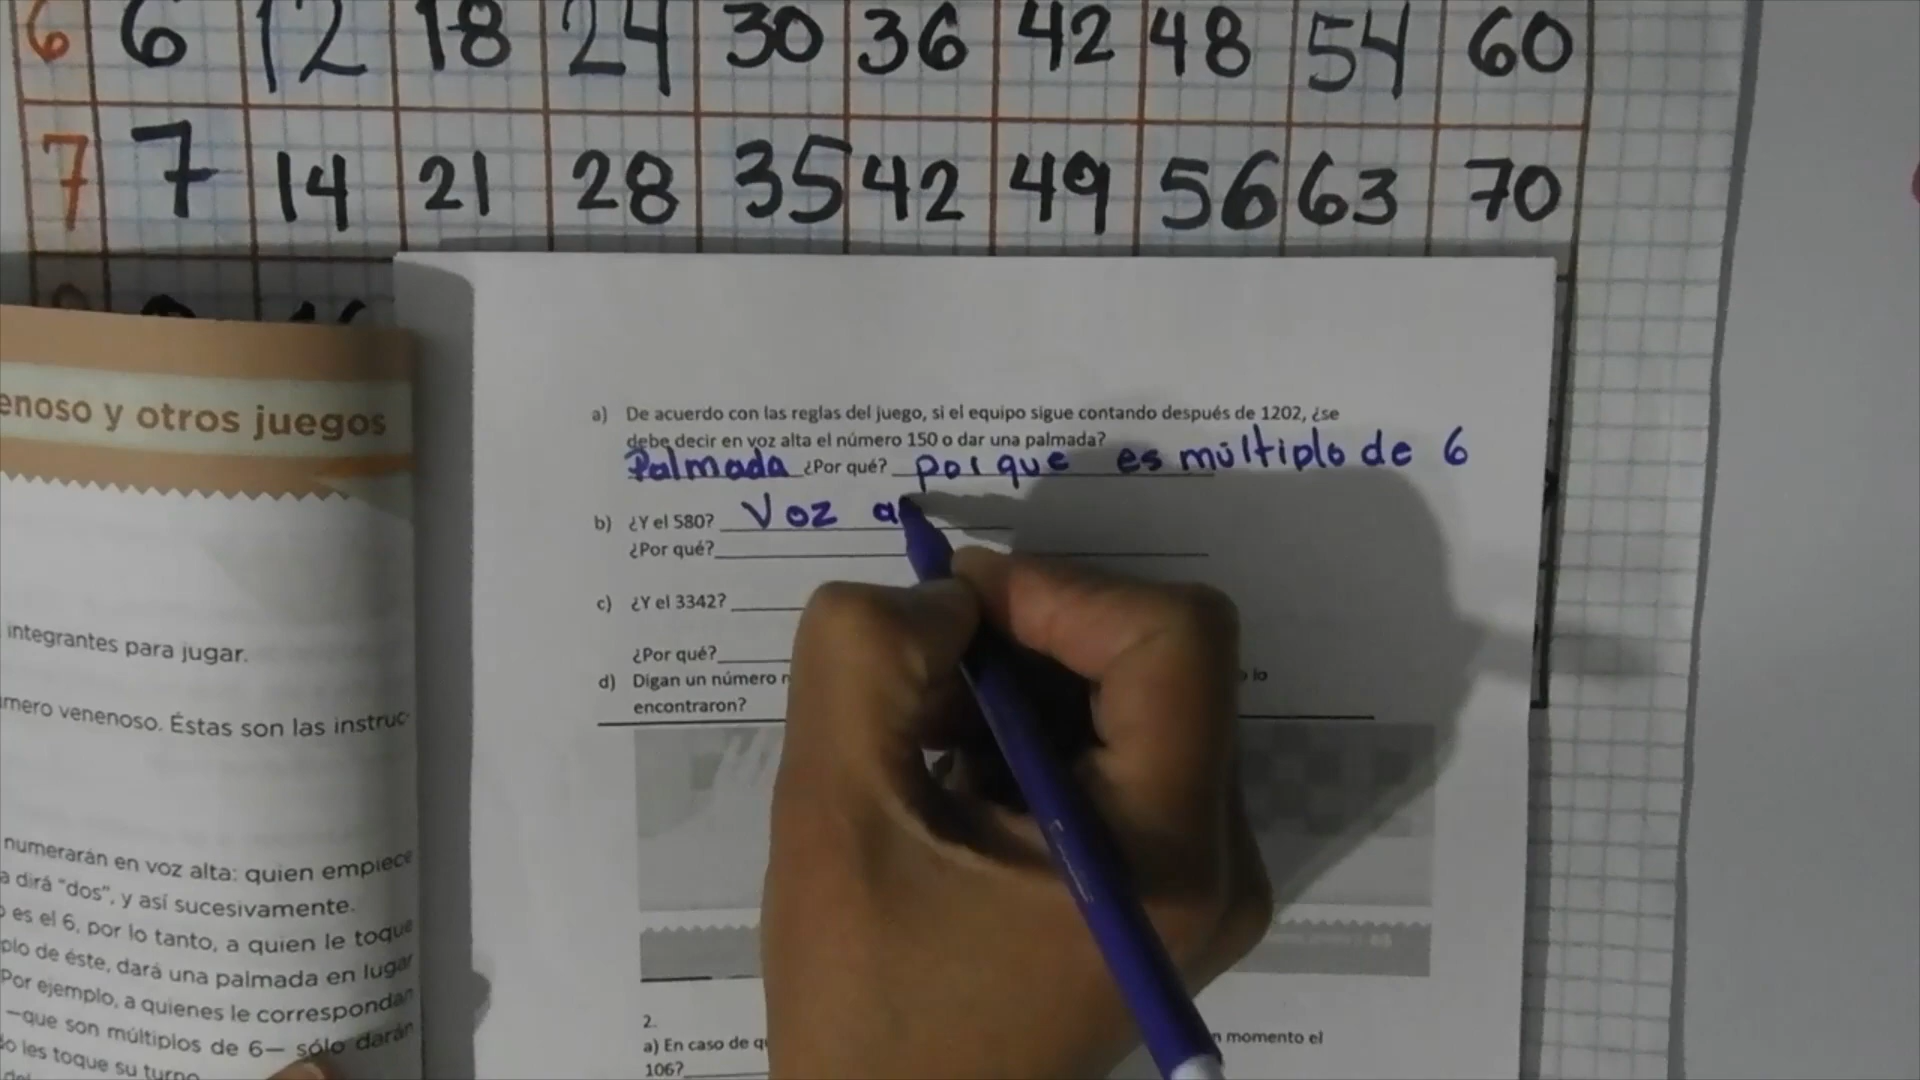 6 6 12 18 24 30 36 42 48 54 60
7 7 14 21 28 35 42 49 56 63 70
enoso y otros juegos
integrantes para jugar.
mero venenoso. Éstas son las instruc-
numerarán en voz alta: quien empiece
a dirá "dos", y así sucesivamente.
o es el 6, por lo tanto, a quien le toque
plo de éste, dará una palmada en lugar
Por ejemplo, a quienes le correspondan
—que son múltiplos de 6— sólo darán
les toque su turno
a) De acuerdo con las reglas del juego, si el equipo sigue contando después de 1202, ¿se
debe decir en voz alta el número 150 o dar una palmada?
Palmada ¿Por qué? porque es múltiplo de 6
b) ¿Y el 580? Voz a
¿Por qué?
c) ¿Y el 3342?
¿Por qué?
d) Digan un número lo
encontraron?
2.
a) En caso de momento el
106?